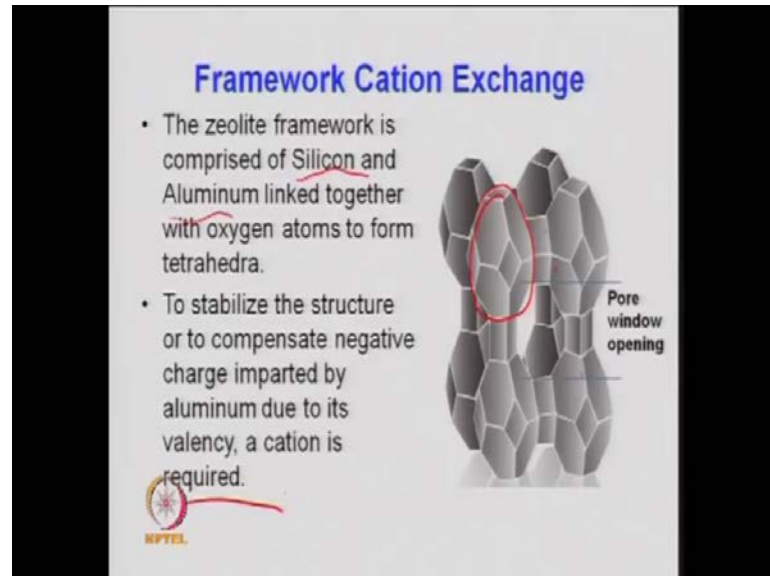 Framework Cation Exchange
• The zeolite framework is
comprised of Silicon and
Aluminum linked together
with oxygen atoms to form
tetrahedra.
• To stabilize the structure
or to compensate negative
charge imparted by
aluminum due to its
valency, a cation is
required.
Pore
window
opening
NPTEL